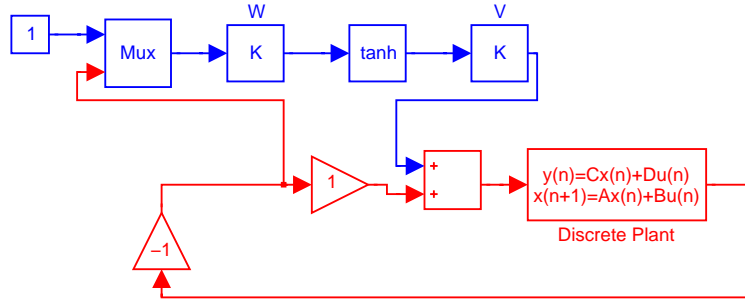 W
V
1
Mux
K
tanh
K
1
+
+
y(n)=Cx(n)+Du(n)
x(n+1)=Ax(n)+Bu(n)
Discrete Plant
−1